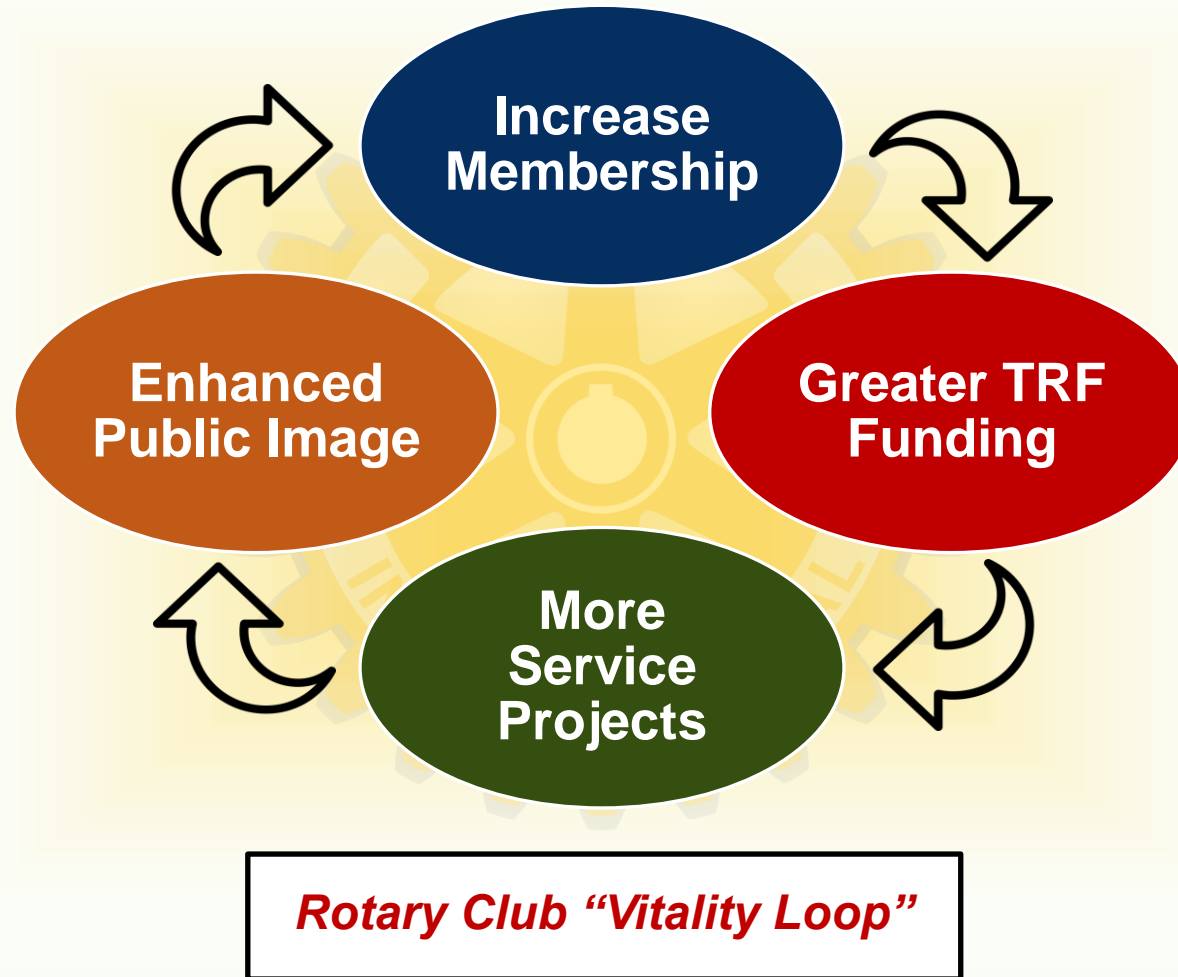 Increase
Membership
Enhanced
Public Image
Greater TRF
Funding
More
Service
Projects
Rotary Club “Vitality Loop”